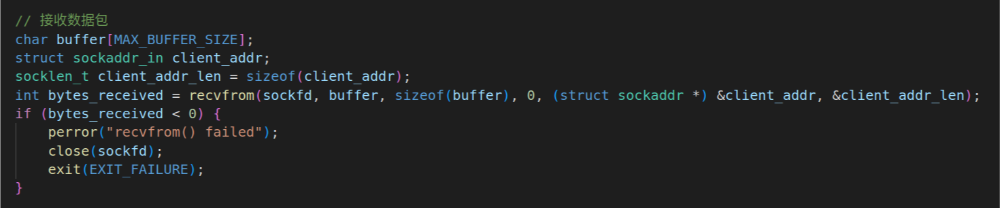 // 接收数据包
char buffer[MAX_BUFFER_SIZE];
struct sockaddr_in client_addr;
socklen_t client_addr_len = sizeof(client_addr);
int bytes_received = recvfrom(sockfd, buffer, sizeof(buffer), 0, (struct sockaddr *) &client_addr, &client_addr_len);
if (bytes_received < 0) {
    perror("recvfrom() failed");
    close(sockfd);
    exit(EXIT_FAILURE);
}